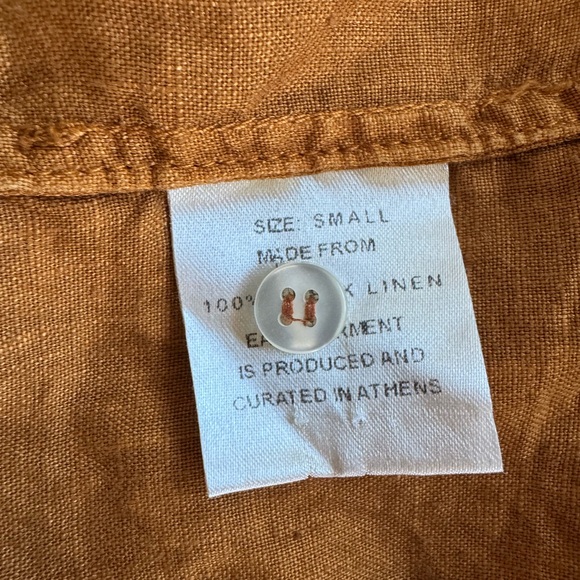 SIZE: SMALL
MADE FROM
100% LINEN
IS PRODUCED AND
CURATED IN ATHENS